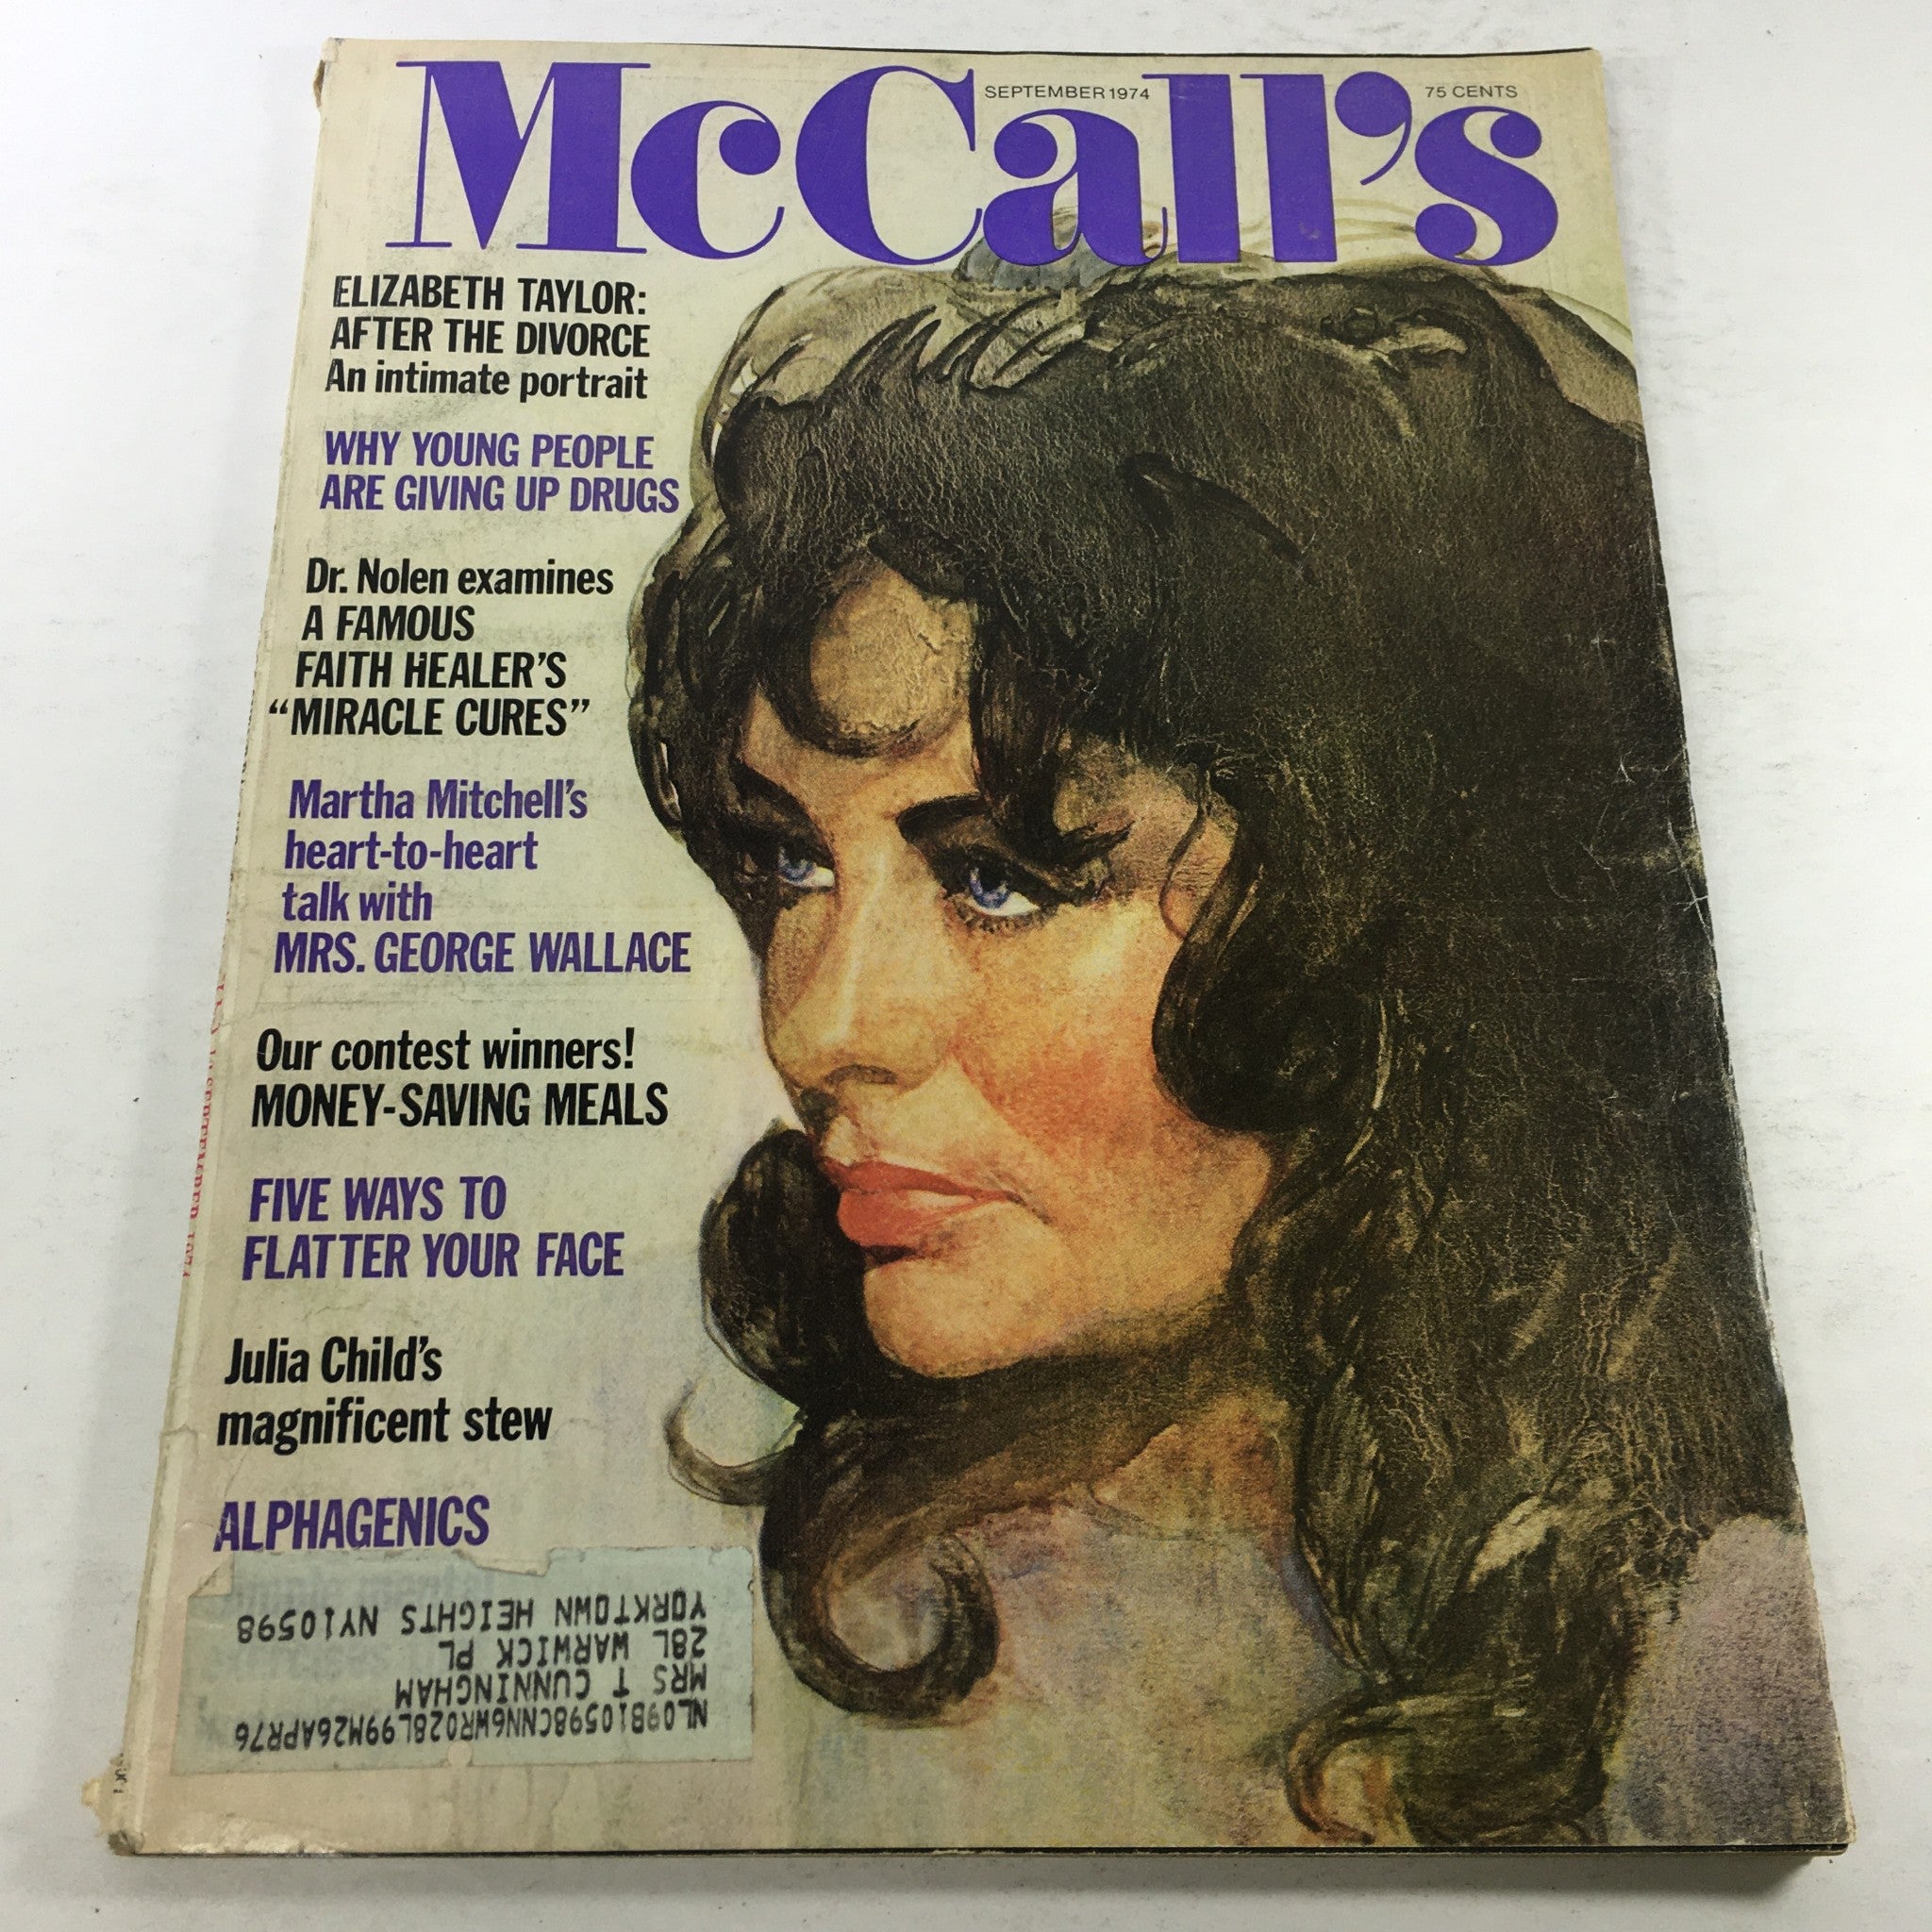 McCall's
SEPTEMBER 1974
75 CENTS
ELIZABETH TAYLOR:
AFTER THE DIVORCE
An intimate portrait
WHY YOUNG PEOPLE
ARE GIVING UP DRUGS
Dr. Nolen examines
A FAMOUS
FAITH HEALER'S
“MIRACLE CURES”
Martha Mitchell's
heart-to-heart
talk with
MRS. GEORGE WALLACE
Our contest winners!
MONEY-SAVING MEALS
FIVE WAYS TO
FLATTER YOUR FACE
Julia Child's
magnificent stew
ALPHAGENICS
NL09B10598CNN6WR028L99M26APR76
MRS T CUNNINGHAM
28L WARWICK PL
YORKTOWN HEIGHTS NY10598
SEPTEMBER 1974